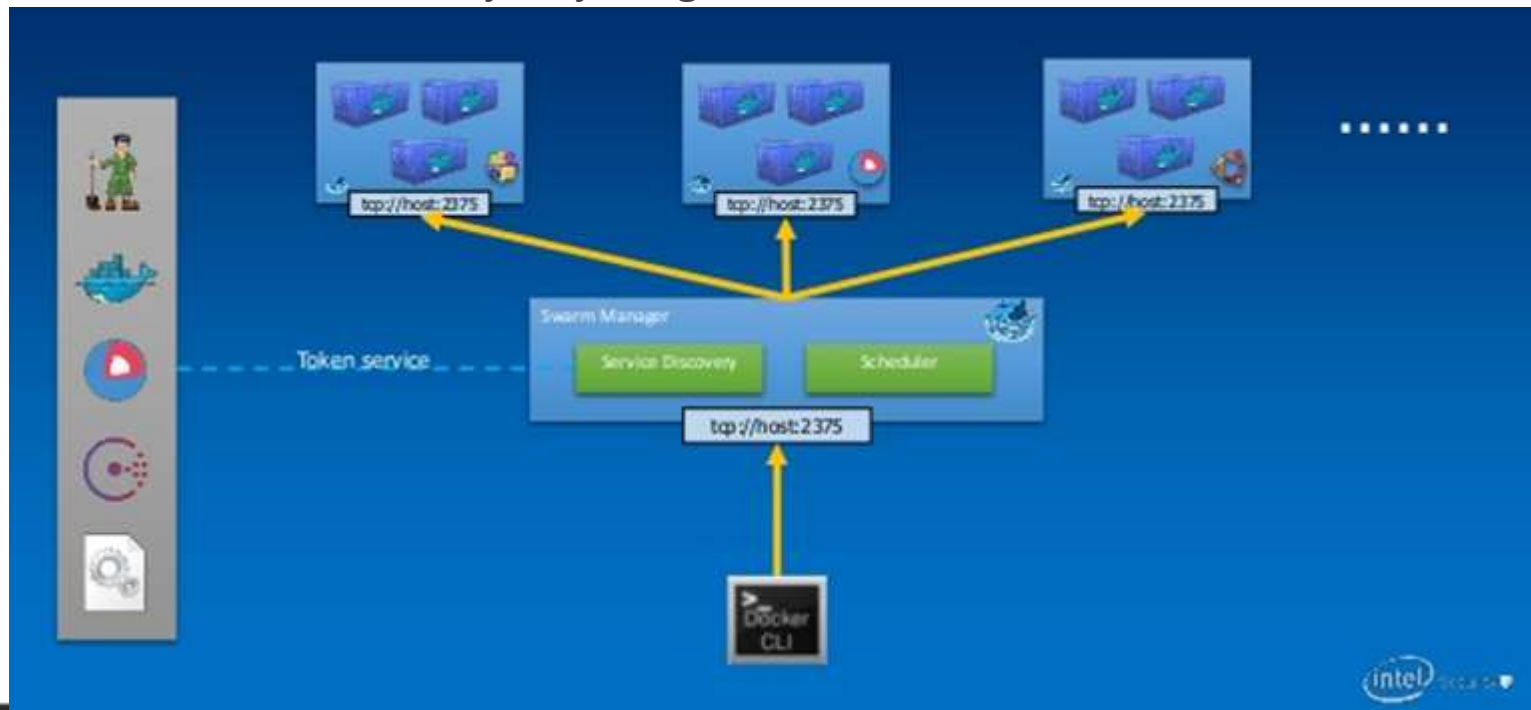 tcp://host:2375
tcp://host:2375
tcp://host:2375
......
Swarm Manager
Token service
Service Discovery
Scheduler
tcp://host:2375
>_
Docker
CLI
intel